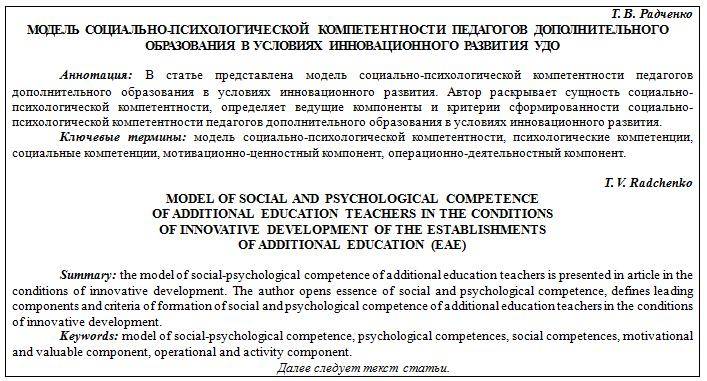 Т. В. Радченко
МОДЕЛЬ СОЦИАЛЬНО-ПСИХОЛОГИЧЕСКОЙ КОМПЕТЕНТНОСТИ ПЕДАГОГОВ ДОПОЛНИТЕЛЬНОГО
ОБРАЗОВАНИЯ В УСЛОВИЯХ ИННОВАЦИОННОГО РАЗВИТИЯ УДО
Аннотация: В статье представлена модель социально-психологической компетентности педагогов
дополнительного образования в условиях инновационного развития. Автор раскрывает сущность социально-
психологической компетентности, определяет ведущие компоненты и критерии сформированности социально-
психологической компетентности педагогов дополнительного образования в условиях инновационного развития.
Ключевые термины: модель социально-психологической компетентности, психологические компетенции,
социальные компетенции, мотивационно-ценностный компонент, операционно-деятельностный компонент.
T. V. Radchenko
MODEL OF SOCIAL AND PSYCHOLOGICAL COMPETENCE
OF ADDITIONAL EDUCATION TEACHERS IN THE CONDITIONS
OF INNOVATIVE DEVELOPMENT OF THE ESTABLISHMENTS
OF ADDITIONAL EDUCATION (EAE)
Summary: the model of social-psychological competence of additional education teachers is presented in article in the
conditions of innovative development. The author opens essence of social and psychological competence, defines leading
components and criteria of formation of social and psychological competence of additional education teachers in the conditions
of innovative development.
Keywords: model of social-psychological competence, psychological competences, social competences, motivational
and valuable component, operational and activity component.
Далее следует текст статьи.